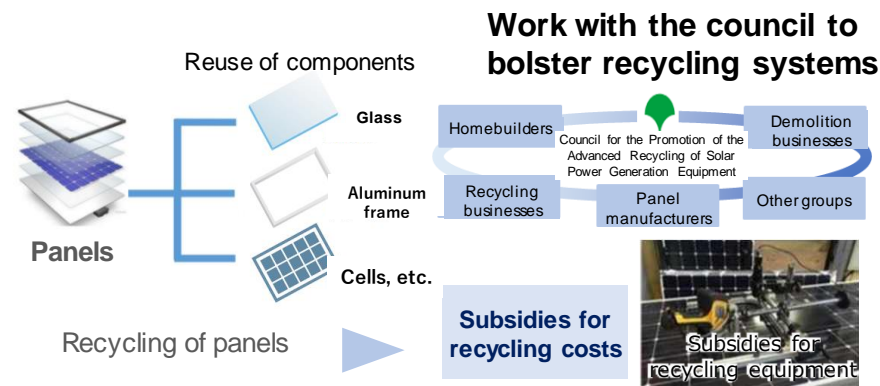 Work with the council to
bolster recycling systems
Reuse of components
Glass
Aluminum
frame
Cells, etc.
Panels
Homebuilders
Council for the Promotion of the
Advanced Recycling of Solar
Power Generation Equipment
Demolition
businesses
Recycling
businesses
Panel
manufacturers
Other groups
Recycling of panels
Subsidies for
recycling costs
Subsidies for
recycling equipment